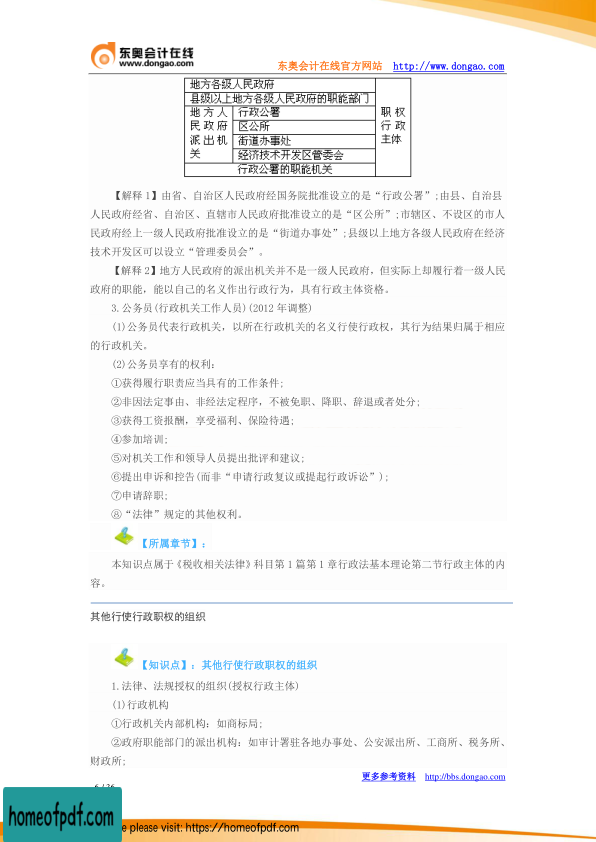 东奥会计在线
www.dongao.com
东奥会计在线官方网站 http://www.dongao.com
地方各级人民政府
县级以上地方各级人民政府的职能部门
地方人民政府派出机关
行政公署
区公所
街道办事处
经济技术开发区管委会
行政公署的职能机关
职权行政主体
【解释 1】由省、自治区人民政府经国务院批准设立的是“行政公署”;由县、自治县
人民政府经省、自治区、直辖市人民政府批准设立的是“区公所”;市辖区、不设区的市人
民政府经上一级人民政府批准设立的是“街道办事处”;县级以上地方各级人民政府在经济
技术开发区可以设立“管理委员会”。
【解释 2】地方人民政府的派出机关并不是一级人民政府，但实际上却履行着一级人民
政府的职能，能以自己的名义作出行政行为，具有行政主体资格。
3.公务员(行政机关工作人员)(2012 年调整)
(1)公务员代表行政机关，以所在行政机关的名义行使行政权，其行为结果归属于相应
的行政机关。
(2)公务员享有的权利：
①获得履行职责应当具有的工作条件;
②非因法定事由、非经法定程序，不被免职、降职、辞退或者处分;
③获得工资报酬，享受福利、保险待遇;
④参加培训;
⑤对机关工作和领导人员提出批评和建议;
⑥提出申诉和控告(而非“申请行政复议或提起行政诉讼”);
⑦申请辞职;
⑧“法律”规定的其他权利。
【所属章节】：
本知识点属于《税收相关法律》科目第 1 篇第 1 章行政法基本理论第二节行政主体的内
容。
其他行使行政职权的组织
【知识点】：其他行使行政职权的组织
1.法律、法规授权的组织(授权行政主体)
(1)行政机构
①行政机关内部机构：如商标局;
②政府职能部门的派出机构：如审计署驻各地办事处、公安派出所、工商所、税务所、
财政所;
更多参考资料 http://bbs.dongao.com
homeofpdf.com
e please visit: https://homeofpdf.com